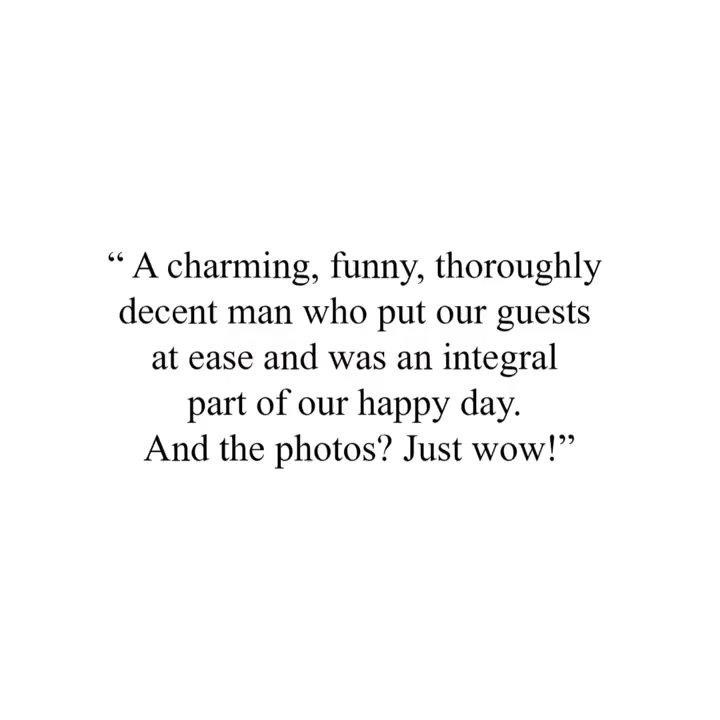 “ A charming, funny, thoroughly
decent man who put our guests
at ease and was an integral
part of our happy day.
And the photos? Just wow!”